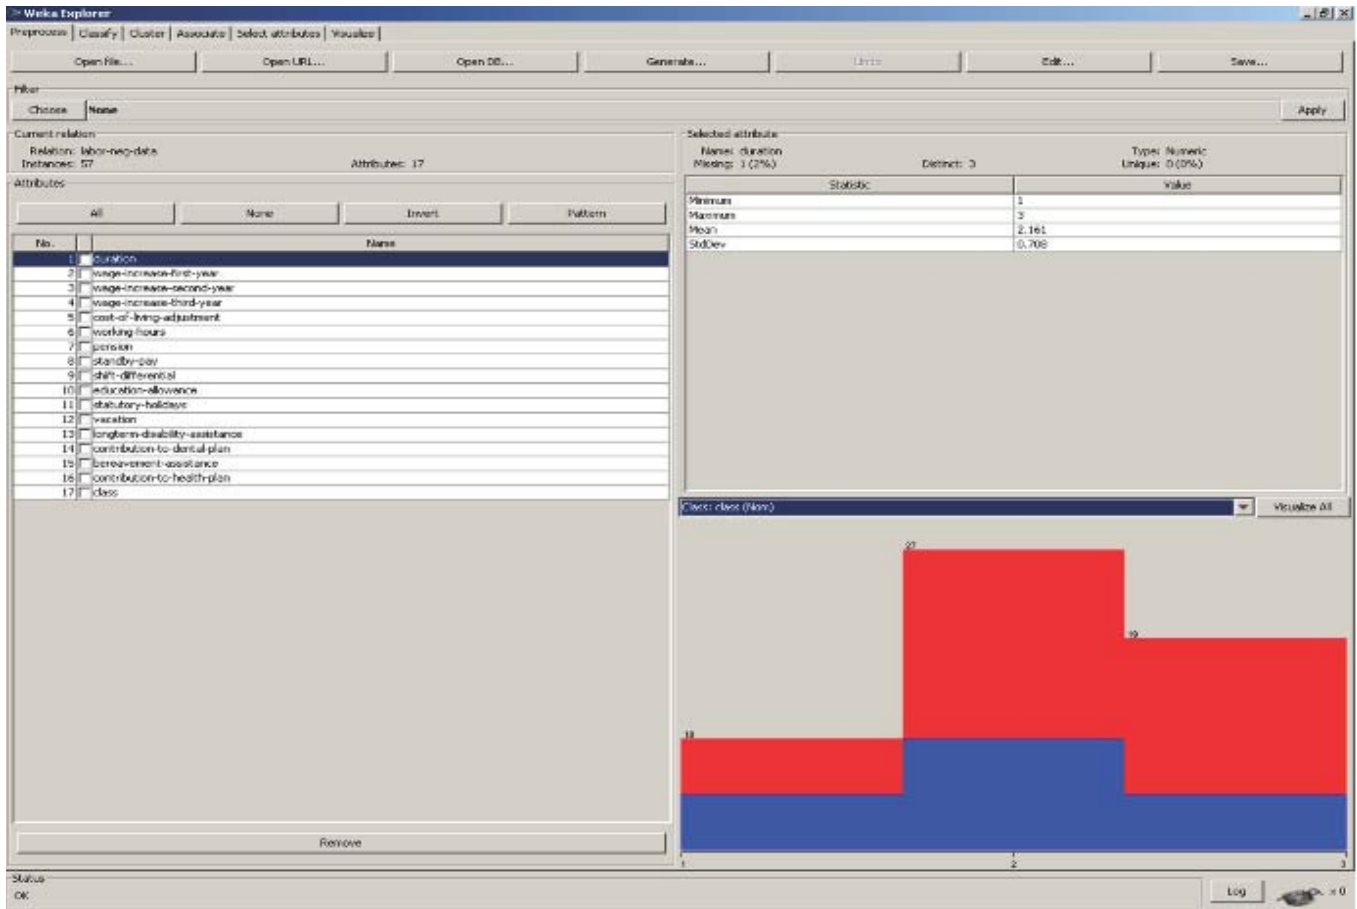 Weka Explorer
Preprocess Classify Cluster Associate Select attributes Visualize
Open file... Open URL... Open DB... Generate... Undo Edit... Save...
Filter
Choose None Apply
Current relation
Relation: labor-neg-data
Instances: 57 Attributes: 17
Attributes
All None Invert Pattern
No. Name
1 duration
2 wage-increase-first-year
3 wage-increase-second-year
4 wage-increase-third-year
5 cost-of-living-adjustment
6 working-hours
7 pension
8 standby-pay
9 shift-differential
10 education-allowance
11 statutory-holidays
12 vacation
13 longterm-disability-assistance
14 contribution-to-dental-plan
15 bereavement-assistance
16 contribution-to-health-plan
17 class
Remove
Selected attribute
Name: duration Type: Numeric
Missing: 1 (2%) Distinct: 3 Unique: 0 (0%)
Statistic Value
Minimum 1
Maximum 3
Mean 2.161
StdDev 0.708
Class: class (Nom) Visualize All
27
19
10
1 2 3
Status
OK Log x 0